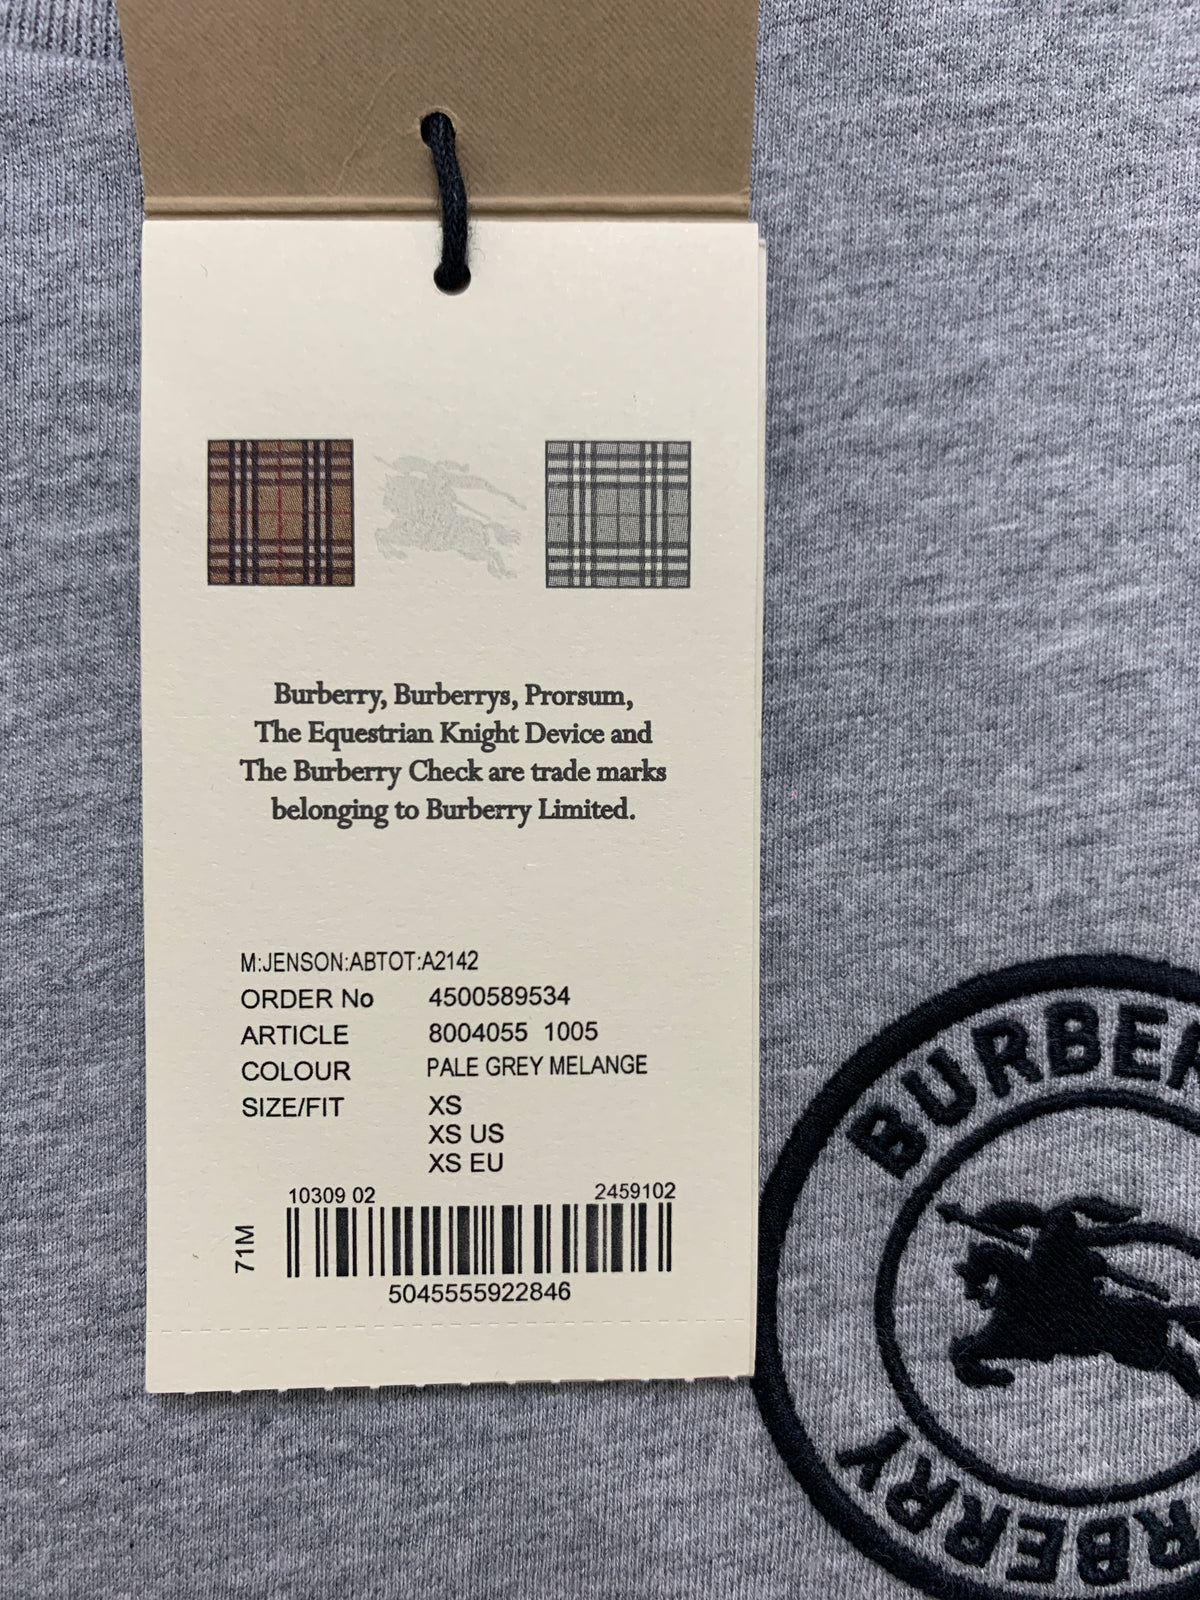 Burberry, Burberrys, Prorsum,
The Equestrian Knight Device and
The Burberry Check are trade marks
belonging to Burberry Limited.
M:JENSON:ABTOT:A2142
ORDER No 4500589534
ARTICLE 8004055 1005
COLOUR PALE GREY MELANGE
SIZE/FIT XS
XS US
XS EU
10309 02 2459102
71M
5045555922846
BURBER
RBERRY